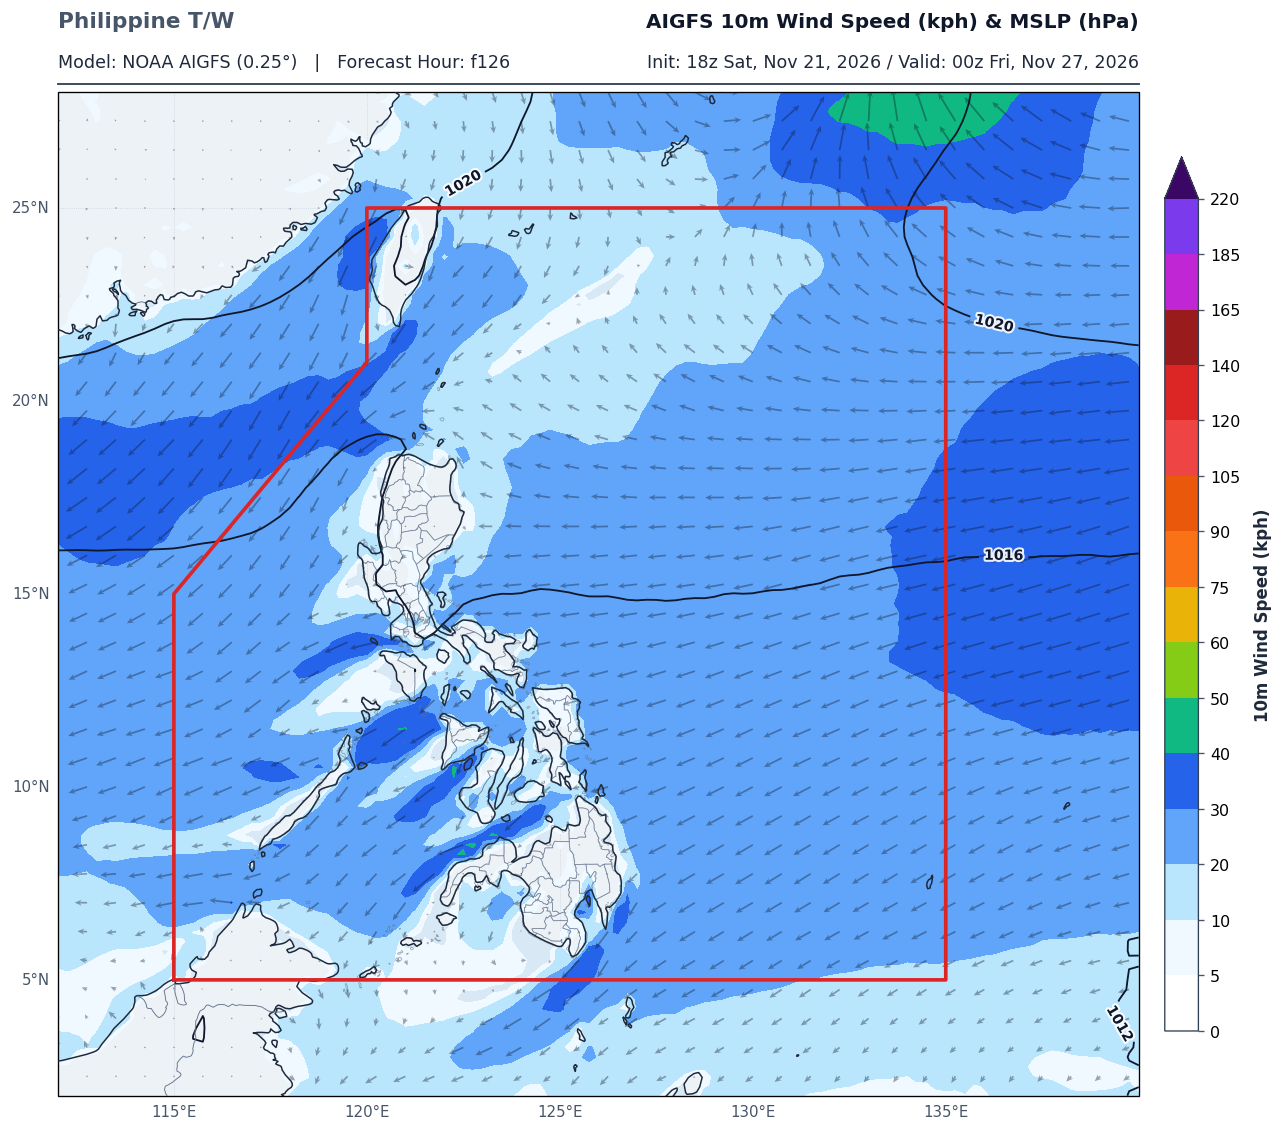 Philippine T/W
AIGFS 10m Wind Speed (kph) & MSLP (hPa)
Model: NOAA AIGFS (0.25°)   |   Forecast Hour: f126
Init: 18z Sat, Nov 21, 2026 / Valid: 00z Fri, Nov 27, 2026
1020
1020
1016
1012
25°N
20°N
15°N
10°N
5°N
115°E
120°E
125°E
130°E
135°E
220
185
165
140
120
105
90
75
60
50
40
30
20
10
5
0
10m Wind Speed (kph)